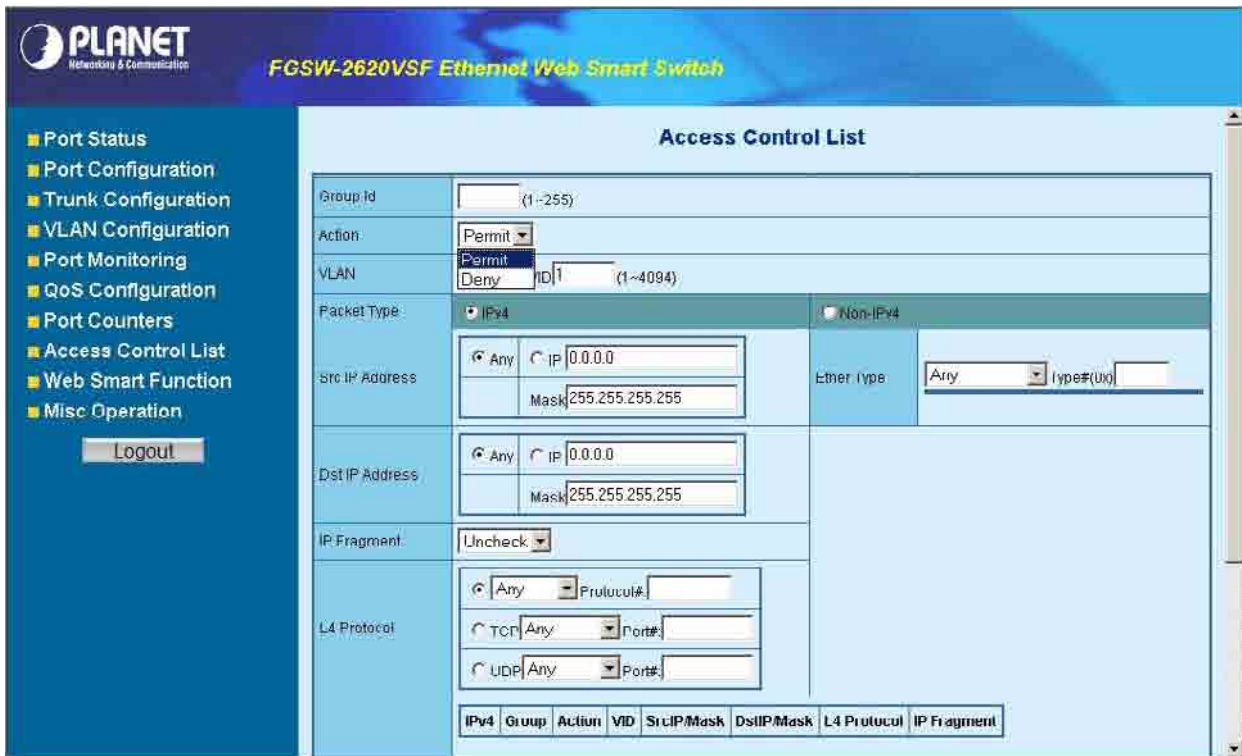 PLANET
Networking & Communication
FGSW-2620VSF Ethernet Web Smart Switch
Port Status
Port Configuration
Trunk Configuration
VLAN Configuration
Port Monitoring
QoS Configuration
Port Counters
Access Control List
Web Smart Function
Misc Operation
Logout
Access Control List
Group Id (1~255)
Action Permit
Permit
Deny
VLAN VID 1 (1~4094)
Packet Type IPv4 Non-IPv4
Src IP Address Any IP 0.0.0.0
Mask 255.255.255.255
Ether Type Any Type#(0x)
Dst IP Address Any IP 0.0.0.0
Mask 255.255.255.255
IP Fragment Uncheck
L4 Protocol Any Protocol#:
TCP Any Port#:
UDP Any Port#:
IPv4 Group Action VID SrcIP/Mask DstIP/Mask L4 Protocol IP Fragment